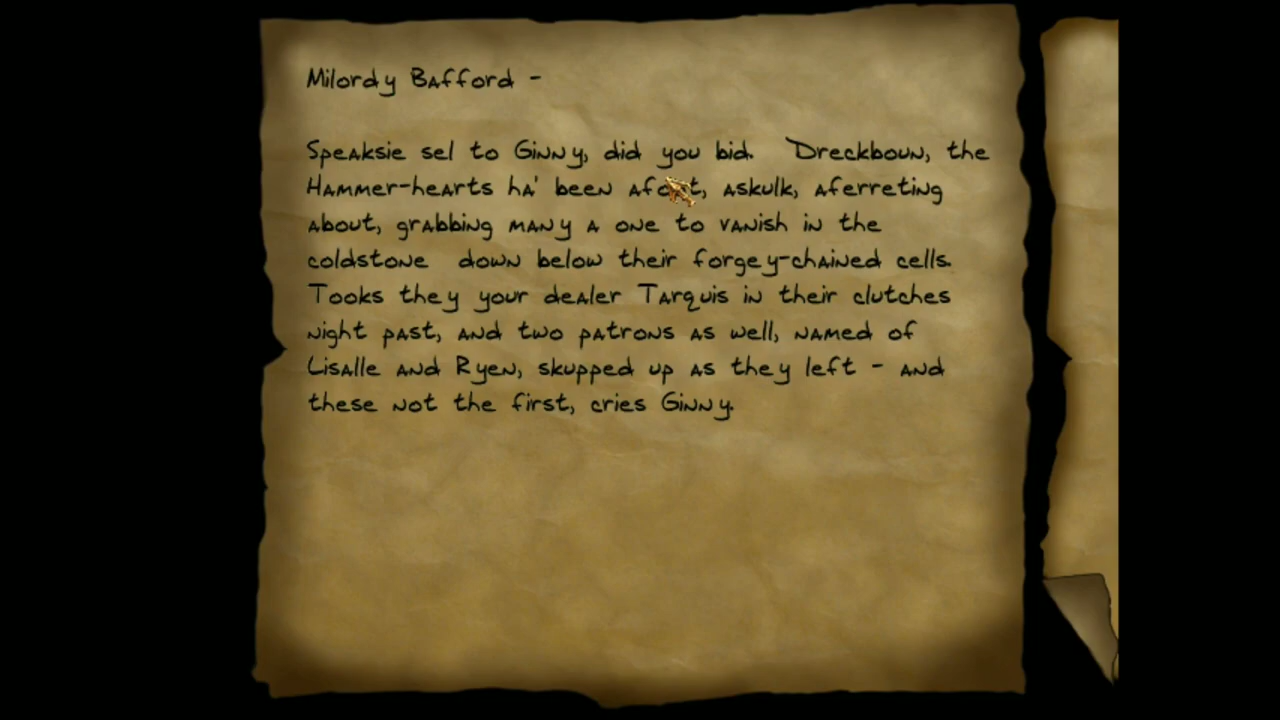 Milordy Bafford -
Speaksie sel to Ginny, did you bid. Dreckboun, the
Hammer-hearts ha' been afoot, askulk, aferreting
about, grabbing many a one to vanish in the
coldstone down below their forgey-chained cells.
Tooks they your dealer Tarquis in their clutches
night past, and two patrons as well, named of
Lisalle and Ryen, skupped up as they left - and
these not the first, cries Ginny.